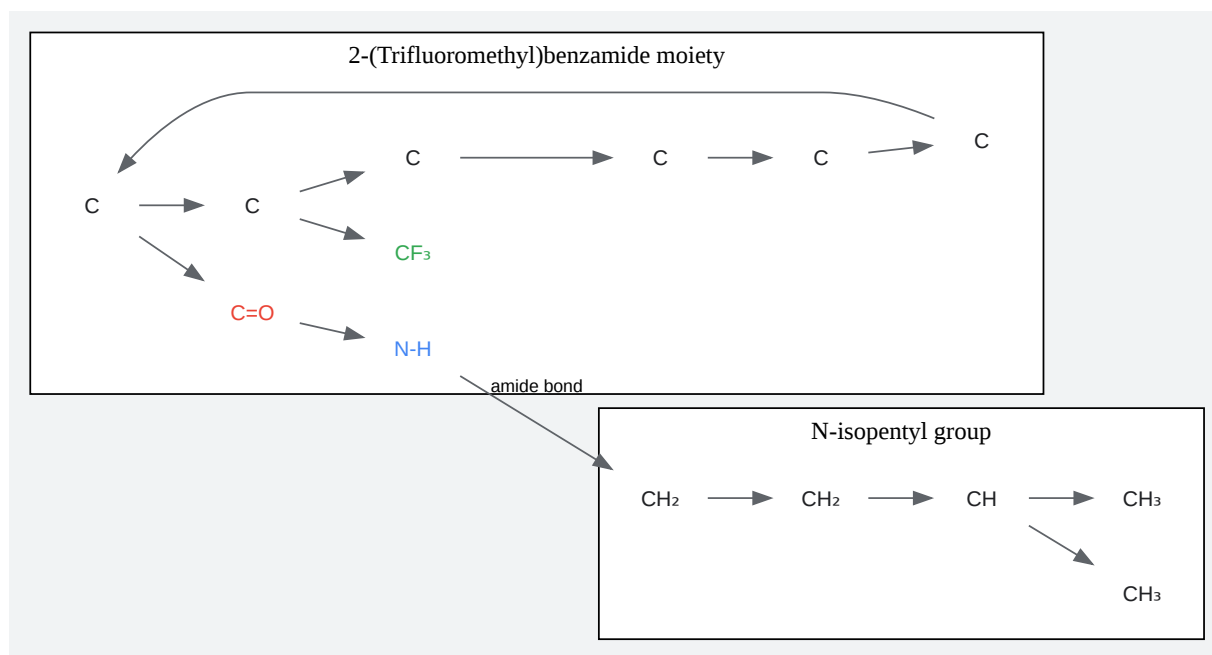 2-(Trifluoromethyl)benzamide moiety
C
C
C
C
C
C
CF₃
C=O
N-H
amide bond
N-isopentyl group
CH₂
CH₂
CH
CH₃
CH₃